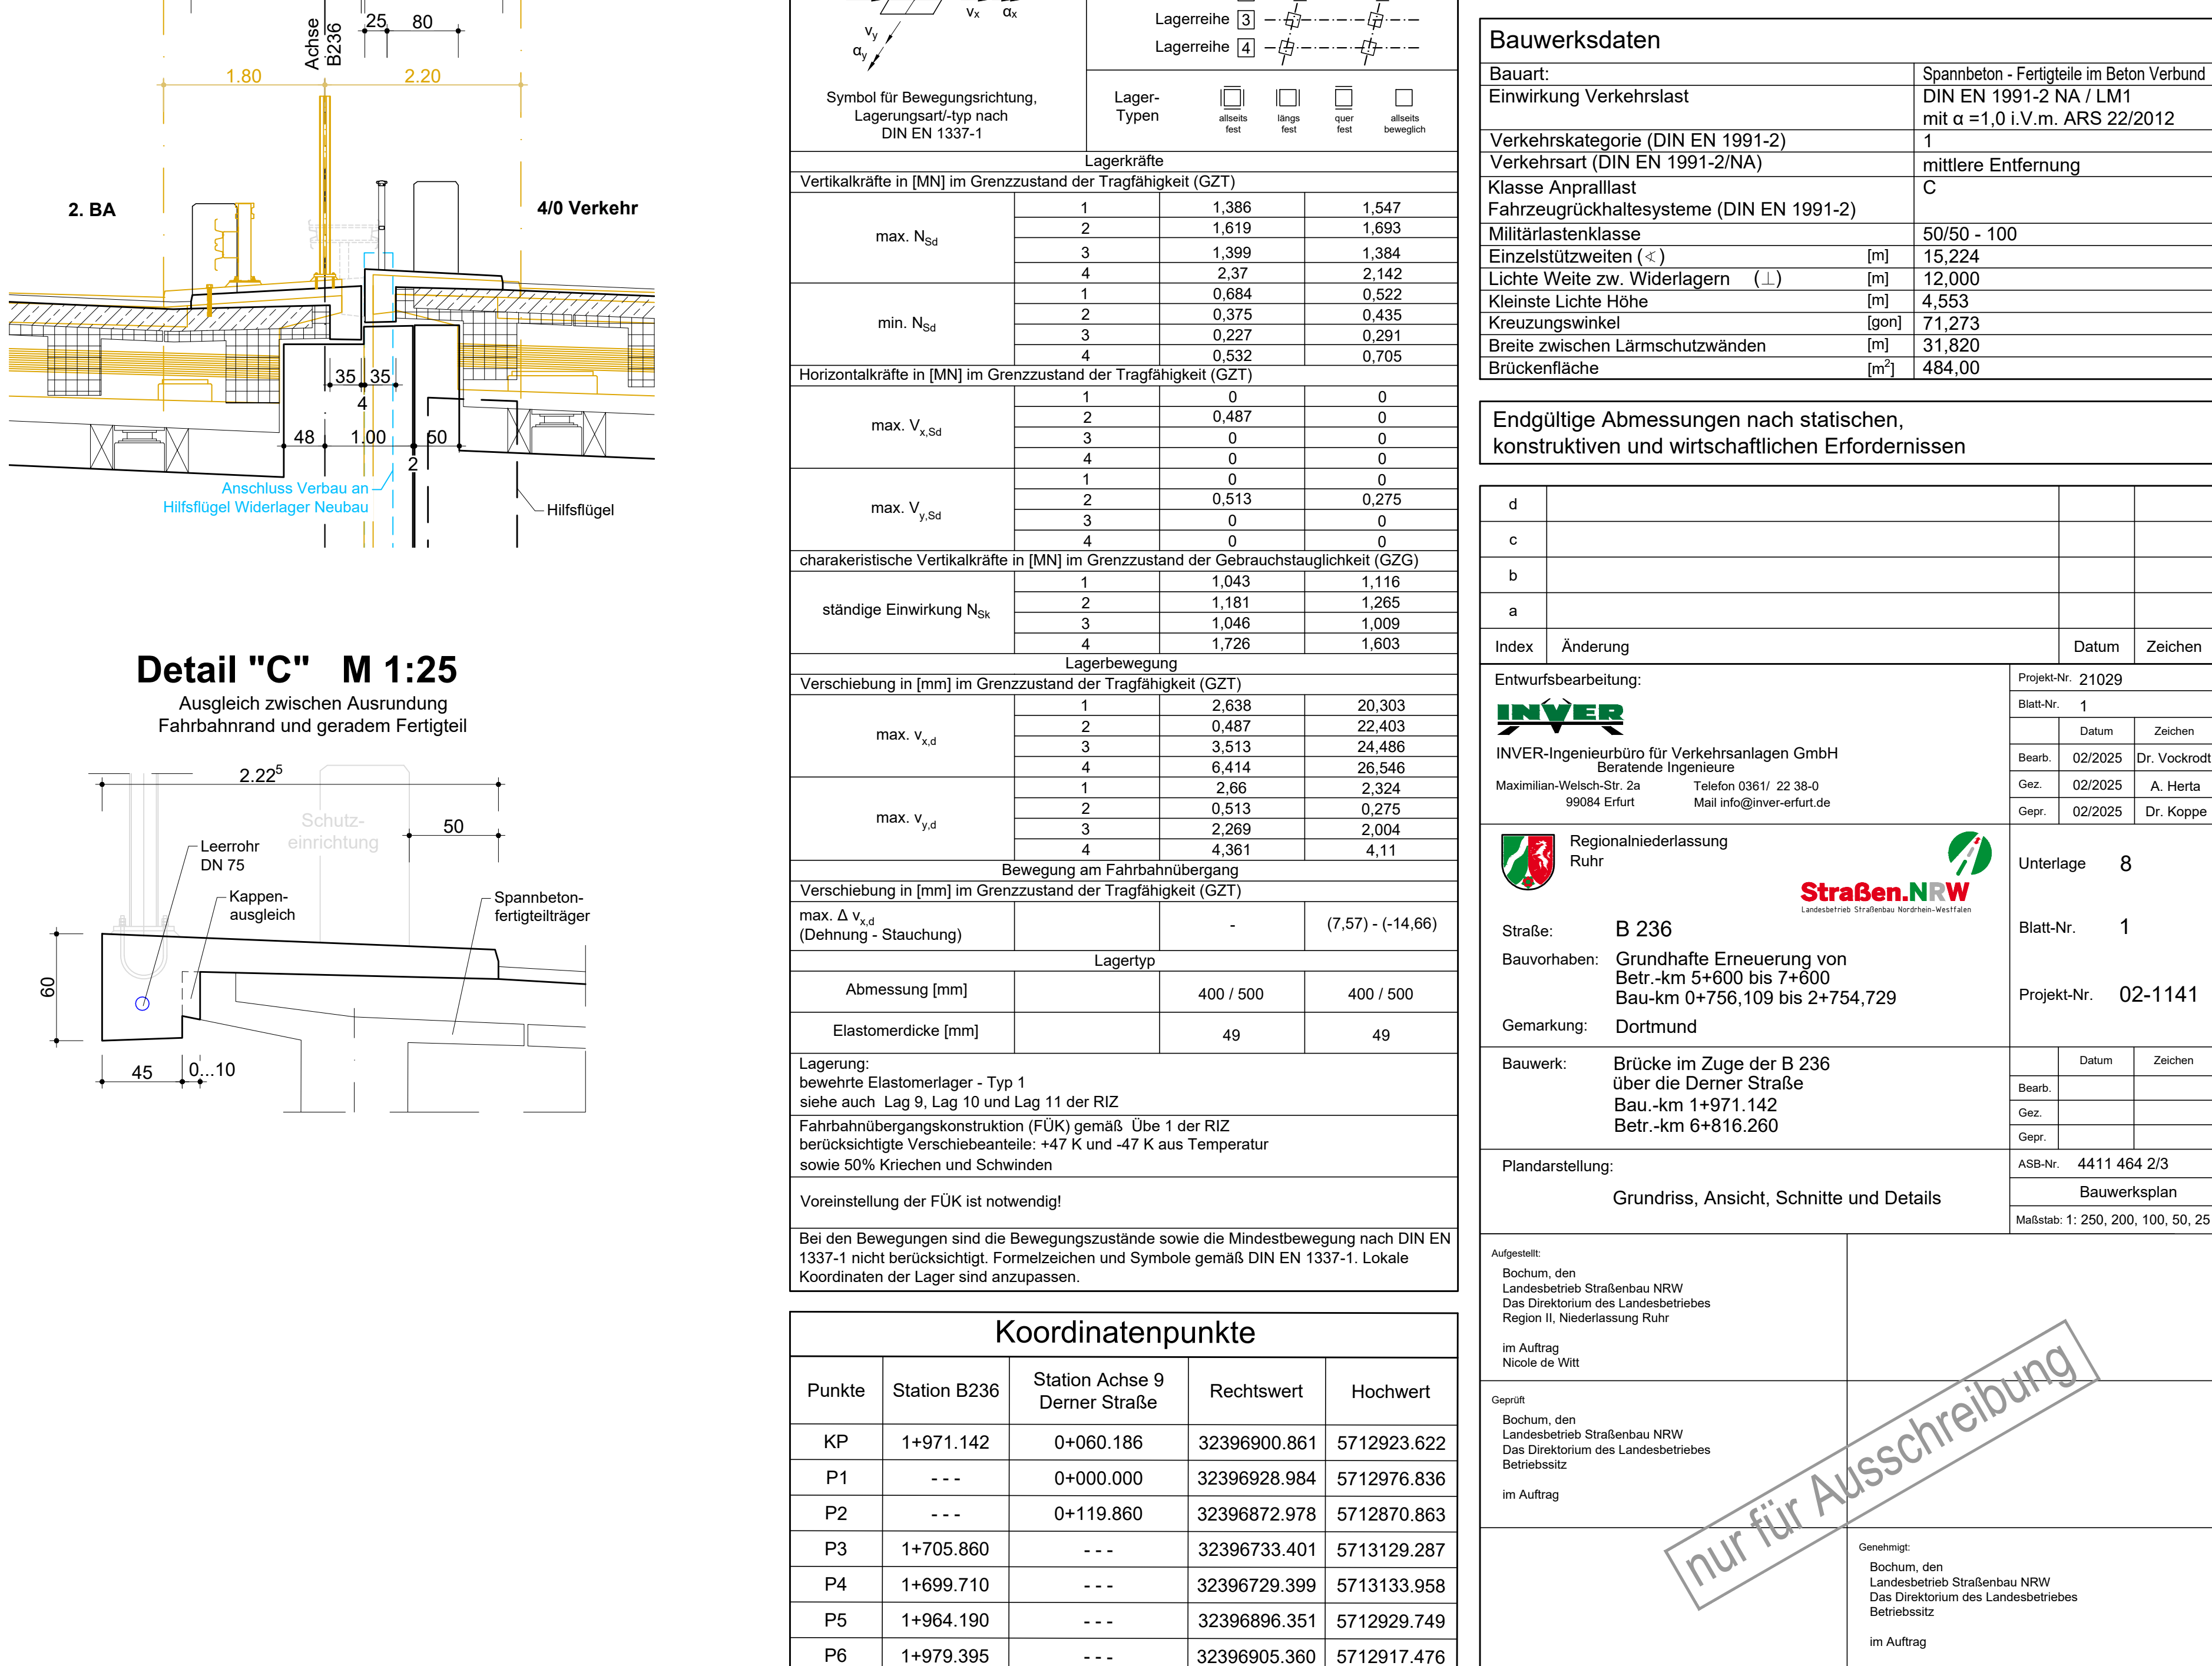 Achse
B236
25
80
1.80
2.20
2. BA
4/0 Verkehr
35
35
4
48
1.00
50
2
Anschluss Verbau an
Hilfsflügel Widerlager Neubau
Hilfsflügel
Detail "C" M 1:25
Ausgleich zwischen Ausrundung
Fahrbahnrand und geradem Fertigteil
2.22⁵
Schutz-
einrichtung
50
Leerrohr
DN 75
Kappen-
ausgleich
Spannbeton-
fertigteilträger
60
45
0...10
vx αx
vy
αy
Symbol für Bewegungsrichtung,
Lagerungsart/-typ nach
DIN EN 1337-1
Lagerreihe 3
Lagerreihe 4
Lager-
Typen
allseits fest
längs fest
quer fest
allseits beweglich
Lagerkräfte
Vertikalkräfte in [MN] im Grenzzustand der Tragfähigkeit (GZT)
max. NSd
1 1,386 1,547
2 1,619 1,693
3 1,399 1,384
4 2,37 2,142
min. NSd
1 0,684 0,522
2 0,375 0,435
3 0,227 0,291
4 0,532 0,705
Horizontalkräfte in [MN] im Grenzzustand der Tragfähigkeit (GZT)
max. Vx,Sd
1 0 0
2 0,487 0
3 0 0
4 0 0
max. Vy,Sd
1 0 0
2 0,513 0,275
3 0 0
4 0 0
charakeristische Vertikalkräfte in [MN] im Grenzzustand der Gebrauchstauglichkeit (GZG)
ständige Einwirkung NSk
1 1,043 1,116
2 1,181 1,265
3 1,046 1,009
4 1,726 1,603
Lagerbewegung
Verschiebung in [mm] im Grenzzustand der Tragfähigkeit (GZT)
max. vx,d
1 2,638 20,303
2 0,487 22,403
3 3,513 24,486
4 6,414 26,546
max. vy,d
1 2,66 2,324
2 0,513 0,275
3 2,269 2,004
4 4,361 4,11
Bewegung am Fahrbahnübergang
Verschiebung in [mm] im Grenzzustand der Tragfähigkeit (GZT)
max. Δ vx,d
(Dehnung - Stauchung) - (7,57) - (-14,66)
Lagertyp
Abmessung [mm] 400 / 500 400 / 500
Elastomerdicke [mm] 49 49
Lagerung:
bewehrte Elastomerlager - Typ 1
siehe auch Lag 9, Lag 10 und Lag 11 der RIZ
Fahrbahnübergangskonstruktion (FÜK) gemäß Übe 1 der RIZ
berücksichtigte Verschiebeanteile: +47 K und -47 K aus Temperatur
sowie 50% Kriechen und Schwinden
Voreinstellung der FÜK ist notwendig!
Bei den Bewegungen sind die Bewegungszustände sowie die Mindestbewegung nach DIN EN
1337-1 nicht berücksichtigt. Formelzeichen und Symbole gemäß DIN EN 1337-1. Lokale
Koordinaten der Lager sind anzupassen.
Koordinatenpunkte
Punkte Station B236 Station Achse 9 Derner Straße Rechtswert Hochwert
KP 1+971.142 0+060.186 32396900.861 5712923.622
P1 - - - 0+000.000 32396928.984 5712976.836
P2 - - - 0+119.860 32396872.978 5712870.863
P3 1+705.860 - - - 32396733.401 5713129.287
P4 1+699.710 - - - 32396729.399 5713133.958
P5 1+964.190 - - - 32396896.351 5712929.749
P6 1+979.395 - - - 32396905.360 5712917.476
Bauwerksdaten
Bauart: Spannbeton - Fertigteile im Beton Verbund
Einwirkung Verkehrslast DIN EN 1991-2 NA / LM1
mit α =1,0 i.V.m. ARS 22/2012
Verkehrskategorie (DIN EN 1991-2) 1
Verkehrsart (DIN EN 1991-2/NA) mittlere Entfernung
Klasse Anpralllast C
Fahrzeugrückhaltesysteme (DIN EN 1991-2)
Militärlastenklasse 50/50 - 100
Einzelstützweiten (∢) [m] 15,224
Lichte Weite zw. Widerlagern (⊥) [m] 12,000
Kleinste Lichte Höhe [m] 4,553
Kreuzungswinkel [gon] 71,273
Breite zwischen Lärmschutzwänden [m] 31,820
Brückenfläche [m²] 484,00
Endgültige Abmessungen nach statischen,
konstruktiven und wirtschaftlichen Erfordernissen
d
c
b
a
Index Änderung Datum Zeichen
Entwurfsbearbeitung:
INVER
INVER-Ingenieurbüro für Verkehrsanlagen GmbH
Beratende Ingenieure
Maximilian-Welsch-Str. 2a Telefon 0361/ 22 38-0
99084 Erfurt Mail info@inver-erfurt.de
Projekt-Nr. 21029
Blatt-Nr. 1
Datum Zeichen
Bearb. 02/2025 Dr. Vockrodt
Gez. 02/2025 A. Herta
Gepr. 02/2025 Dr. Koppe
Regionalniederlassung
Ruhr
Straßen.NRW
Landesbetrieb Straßenbau Nordrhein-Westfalen
Unterlage 8
Blatt-Nr. 1
Projekt-Nr. 02-1141
Straße: B 236
Bauvorhaben: Grundhafte Erneuerung von
Betr.-km 5+600 bis 7+600
Bau-km 0+756,109 bis 2+754,729
Gemarkung: Dortmund
Bauwerk: Brücke im Zuge der B 236
über die Derner Straße
Bau.-km 1+971.142
Betr.-km 6+816.260
Datum Zeichen
Bearb.
Gez.
Gepr.
Plandarstellung:
Grundriss, Ansicht, Schnitte und Details
ASB-Nr. 4411 464 2/3
Bauwerksplan
Maßstab: 1: 250, 200, 100, 50, 25
Aufgestellt:
Bochum, den
Landesbetrieb Straßenbau NRW
Das Direktorium des Landesbetriebes
Region II, Niederlassung Ruhr
im Auftrag
Nicole de Witt
Geprüft
Bochum, den
Landesbetrieb Straßenbau NRW
Das Direktorium des Landesbetriebes
Betriebssitz
im Auftrag
nur für Ausschreibung
Genehmigt:
Bochum, den
Landesbetrieb Straßenbau NRW
Das Direktorium des Landesbetriebes
Betriebssitz
im Auftrag